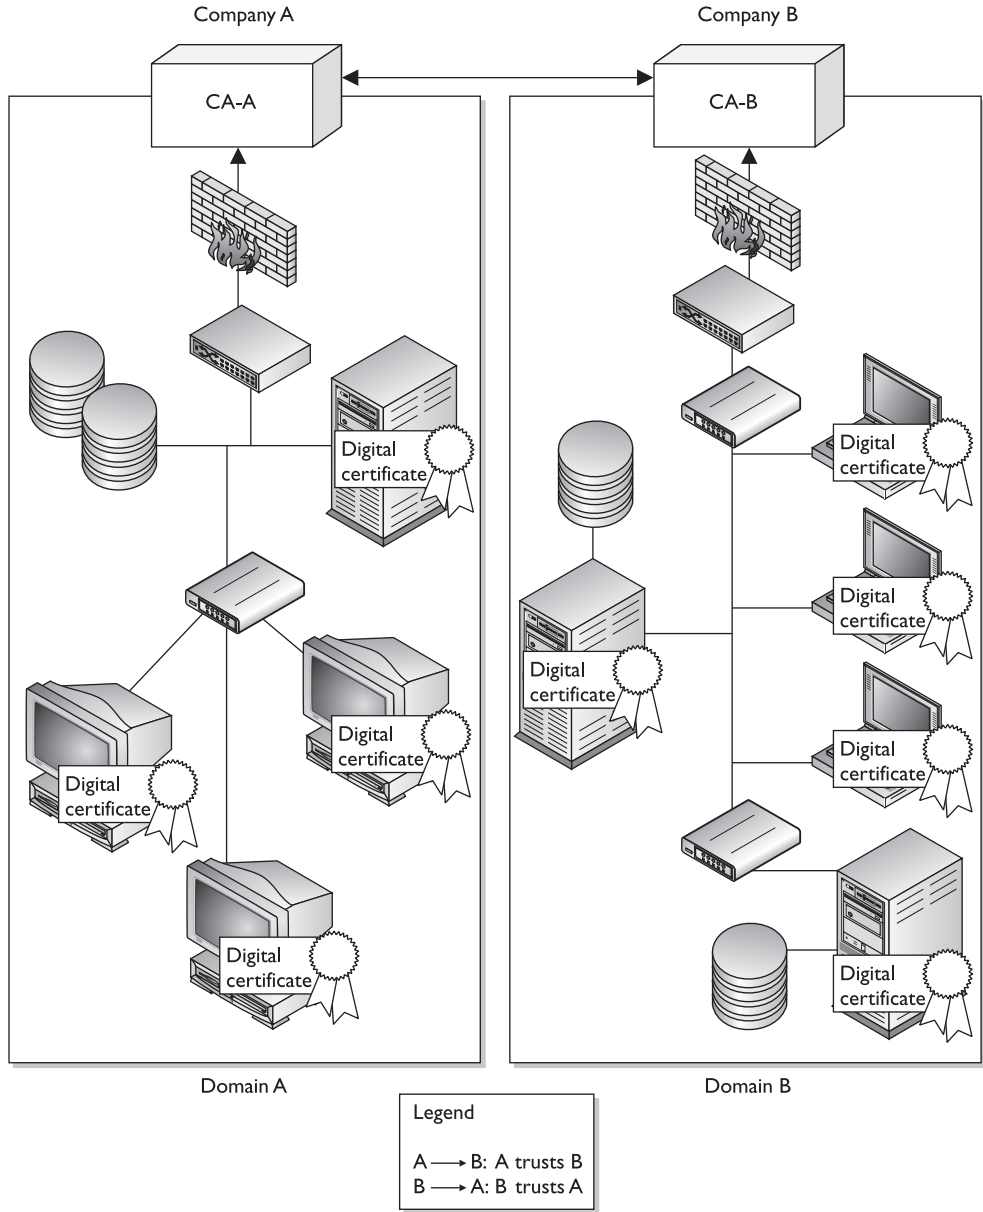 Company A
Company B
CA-A
CA-B
Digital
certificate
Digital
certificate
Digital
certificate
Digital
certificate
Digital
certificate
Digital
certificate
Digital
certificate
Digital
certificate
Digital
certificate
Domain A
Domain B
Legend
A → B: A trusts B
B → A: B trusts A